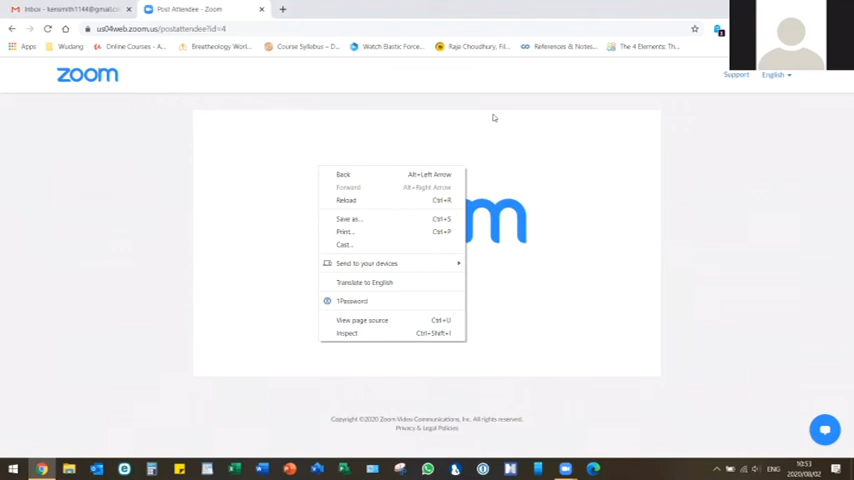 Inbox - kensmith1144@gmail.co
Post Attendee - Zoom
us04web.zoom.us/postattendee?id=4
Apps
Wudang
Online Courses - A...
Breatheology Worl...
Course Syllabus – D...
Watch Elastic Force...
Raja Choudhury, Fil...
References & Notes...
The 4 Elements: Th...
zoom
Support
English
Back Alt+Left Arrow
Forward Alt+Right Arrow
Reload Ctrl+R
Save as... Ctrl+S
Print... Ctrl+P
Cast...
Send to your devices
Translate to English
1Password
View page source Ctrl+U
Inspect Ctrl+Shift+I
m
Copyright ©2020 Zoom Video Communications, Inc. All rights reserved.
Privacy & Legal Policies
ENG
10:53
2020/08/02